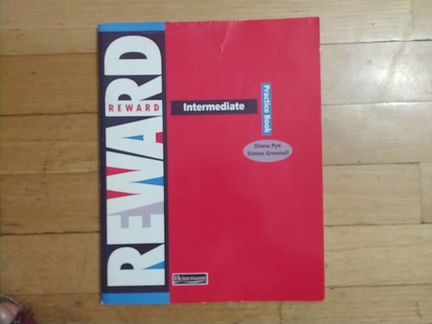 REWARD
REWARD
Intermediate
Practice Book
Diana Pye
Simon Greenall
Heinemann